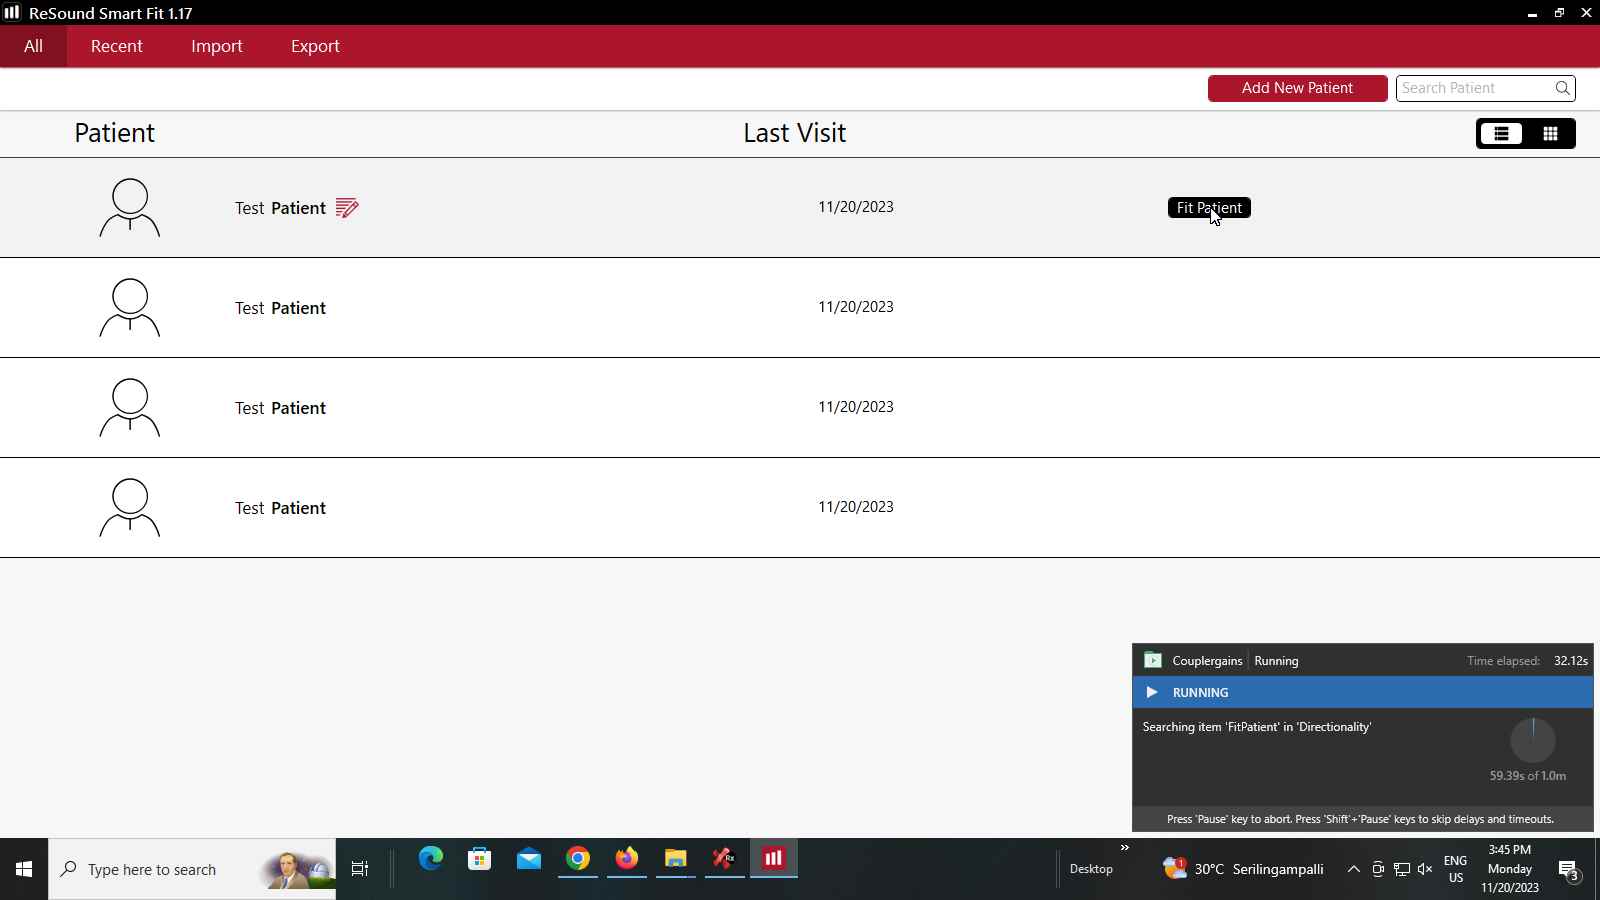 ReSound Smart Fit 1.17
All Recent Import Export
Add New Patient Search Patient
Patient Last Visit
Test Patient 11/20/2023 Fit Patient
Test Patient 11/20/2023
Test Patient 11/20/2023
Test Patient 11/20/2023
Couplergains Running Time elapsed: 32.12s
RUNNING
Searching item 'FitPatient' in 'Directionality'
59.39s of 1.0m
Press 'Pause' key to abort. Press 'Shift'+'Pause' keys to skip delays and timeouts.
Type here to search
Rx
Desktop
»
1
30°C Serilingampalli
ENG
US
3:45 PM
Monday
11/20/2023
3